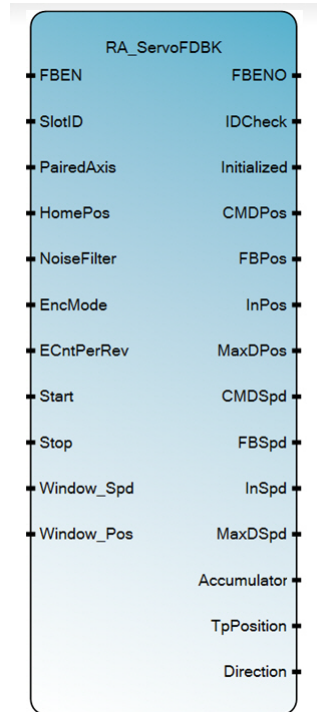 RA_ServoFDBK
FBEN FBENO
SlotID IDCheck
PairedAxis Initialized
HomePos CMDPos
NoiseFilter FBPos
EncMode InPos
ECntPerRev MaxDPos
Start CMDSpd
Stop FBSpd
Window_Spd InSpd
Window_Pos MaxDSpd
Accumulator
TpPosition
Direction